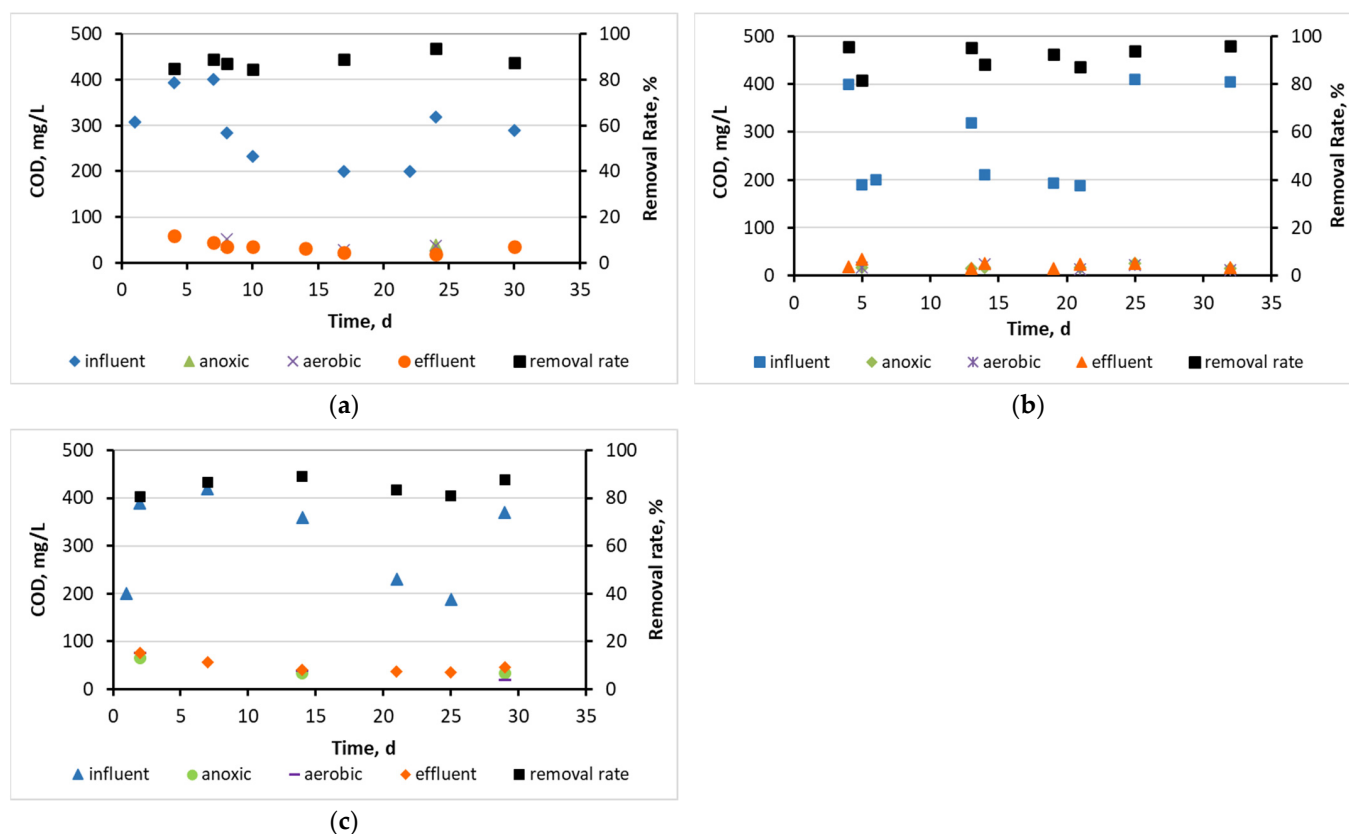 500
400
300
200
100
0
COD, mg/L
100
80
60
40
20
0
Removal Rate, %
0 5 10 15 20 25 30 35
Time, d
influent anoxic aerobic effluent removal rate
(a)
500
400
300
200
100
0
COD, mg/L
100
80
60
40
20
0
Removal Rate, %
0 5 10 15 20 25 30 35
Time, d
influent anoxic aerobic effluent removal rate
(b)
500
400
300
200
100
0
COD, mg/L
100
80
60
40
20
0
Removal rate, %
0 5 10 15 20 25 30 35
Time, d
influent anoxic aerobic effluent removal rate
(c)